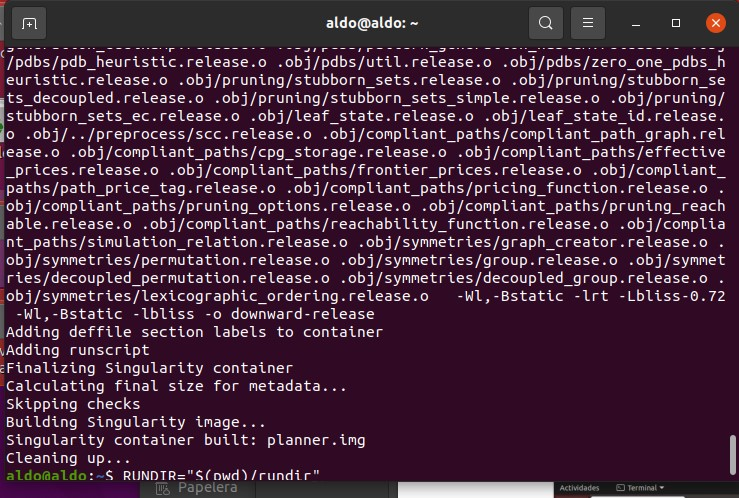 aldo@aldo: ~
/pdbs/pdb_heuristic.release.o .obj/pdbs/util.release.o .obj/pdbs/zero_one_pdbs_h
euristic.release.o .obj/pruning/stubborn_sets.release.o .obj/pruning/stubborn_se
ts_decoupled.release.o .obj/pruning/stubborn_sets_simple.release.o .obj/pruning/
stubborn_sets_ec.release.o .obj/leaf_state.release.o .obj/leaf_state_id.release.
o .obj/../preprocess/scc.release.o .obj/compliant_paths/compliant_path_graph.rel
ease.o .obj/compliant_paths/cpg_storage.release.o .obj/compliant_paths/effective
_prices.release.o .obj/compliant_paths/frontier_prices.release.o .obj/compliant_
paths/path_price_tag.release.o .obj/compliant_paths/pricing_function.release.o .
obj/compliant_paths/pruning_options.release.o .obj/compliant_paths/pruning_reach
able.release.o .obj/compliant_paths/reachability_function.release.o .obj/complia
nt_paths/simulation_relation.release.o .obj/symmetries/graph_creator.release.o .
obj/symmetries/permutation.release.o .obj/symmetries/group.release.o .obj/symmet
ries/decoupled_permutation.release.o .obj/symmetries/decoupled_group.release.o .
obj/symmetries/lexicographic_ordering.release.o   -Wl,-Bstatic -lrt -Lbliss-0.72
 -Wl,-Bstatic -lbliss -o downward-release
Adding deffile section labels to container
Adding runscript
Finalizing Singularity container
Calculating final size for metadata...
Skipping checks
Building Singularity image...
Singularity container built: planner.img
Cleaning up...
aldo@aldo:~$ RUNDIR="$(pwd)/rundir"
Papelera
Actividades
Terminal